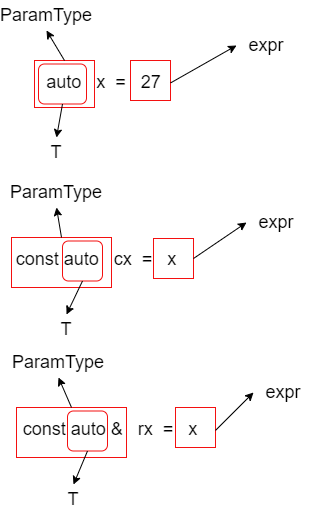 ParamType
expr
auto x = 27
T
ParamType
expr
const auto cx = x
T
ParamType
expr
const auto & rx = x
T